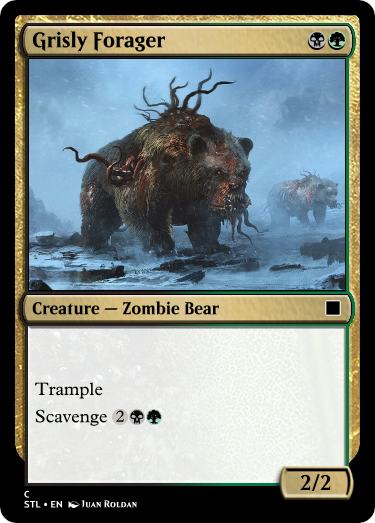 Grisly Forager
Creature — Zombie Bear
Trample
Scavenge 2
2/2
C
STL • EN Juan Roldan